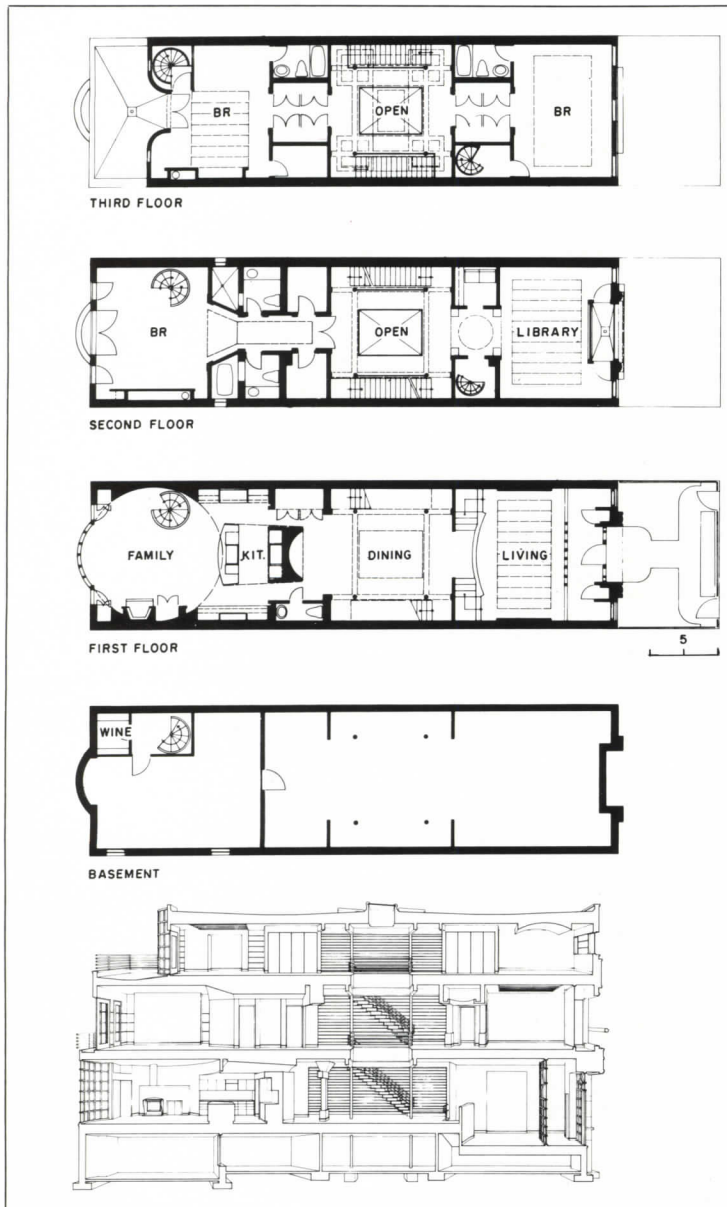 BR
OPEN
BR
THIRD FLOOR
BR
OPEN
LIBRARY
SECOND FLOOR
FAMILY
KIT.
DINING
LIVING
FIRST FLOOR
5
WINE
BASEMENT